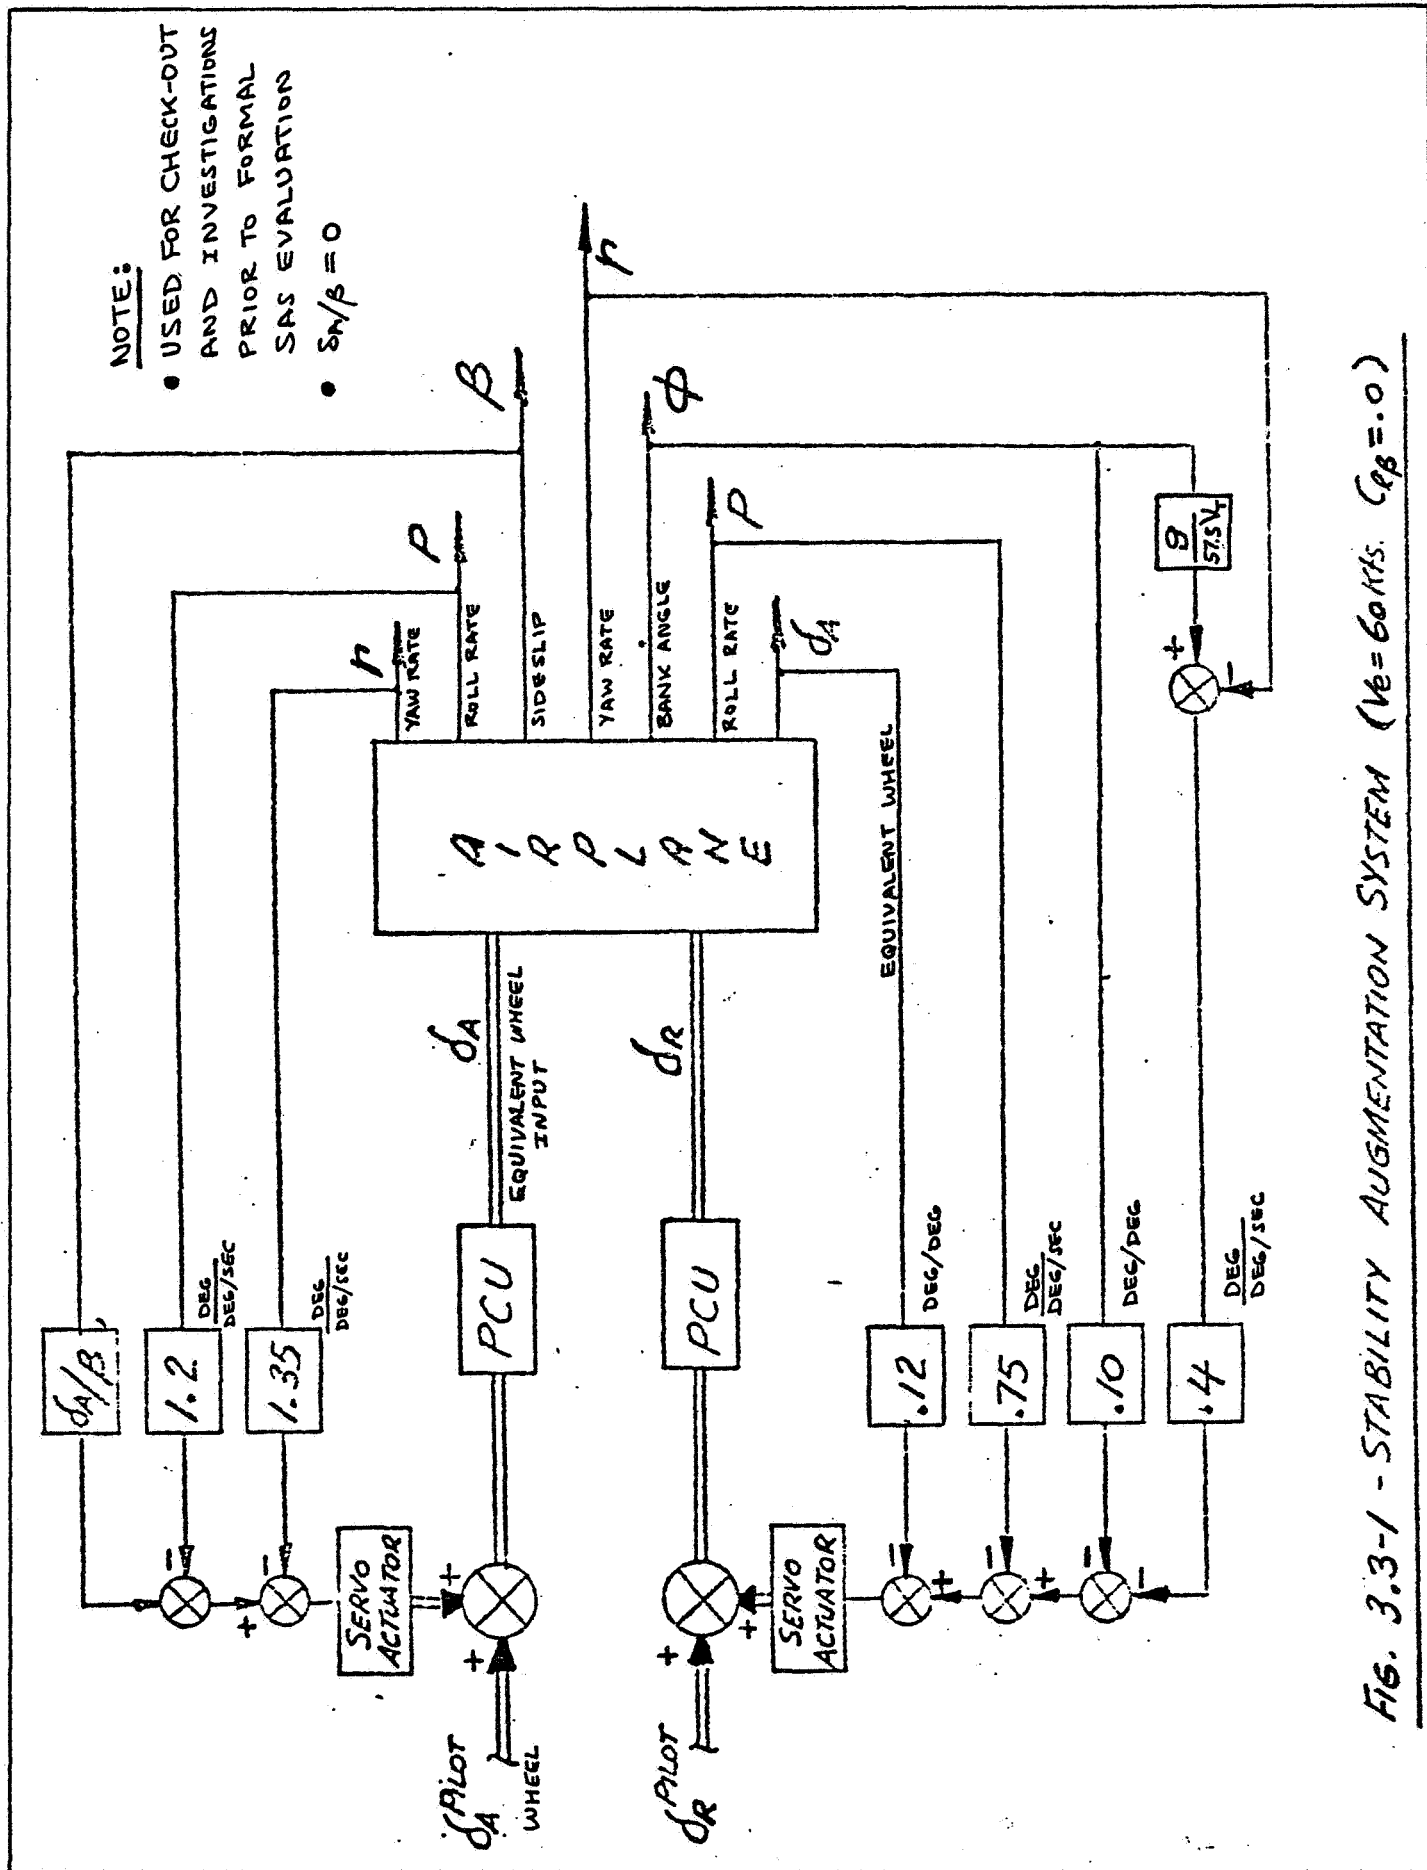 NOTE:
• USED FOR CHECK-OUT
AND INVESTIGATIONS
PRIOR TO FORMAL
SAS EVALUATION
• δA/β = 0
δA/β
1.2
DEG
DEG/SEC
1.35
DEG
DEG/SEC
r
YAW RATE
P
ROLL RATE
β
SIDESLIP
r
YAW RATE
φ
BANK ANGLE
P
ROLL RATE
δA
AIRPLANE
SERVO
ACTUATOR
+
-
+
-
+
+
δA PILOT
WHEEL
PCU
δA
EQUIVALENT WHEEL
INPUT
δR PILOT
+
+
PCU
δR
SERVO
ACTUATOR
-
+
-
+
-
-
.12
DEG/DEG
EQUIVALENT WHEEL
.75
DEG
DEG/SEC
.10
DEG/DEG
.4
DEG
DEG/SEC
+
-
g
57.5 VT
FIG. 3.3-1 - STABILITY AUGMENTATION SYSTEM (Ve = 60 Kts. Cℓβ = .0)